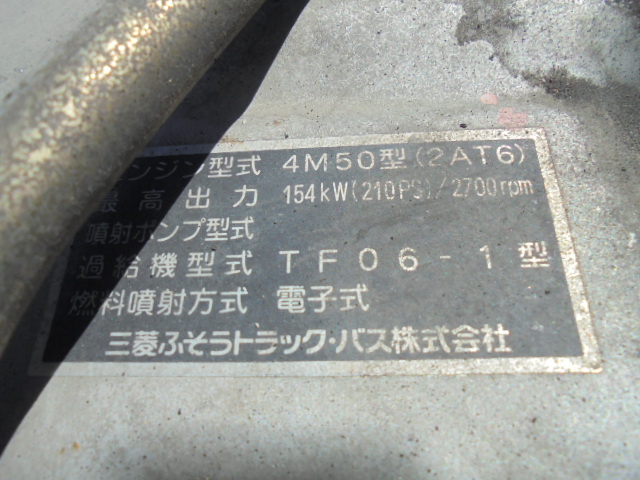 ンジン型式 4M50型(2AT6)
最高出力 154kW(210PS)/2700rpm
噴射ポンプ型式
過給機型式 TF06-1型
燃料噴射方式 電子式
三菱ふそうトラック・バス株式会社